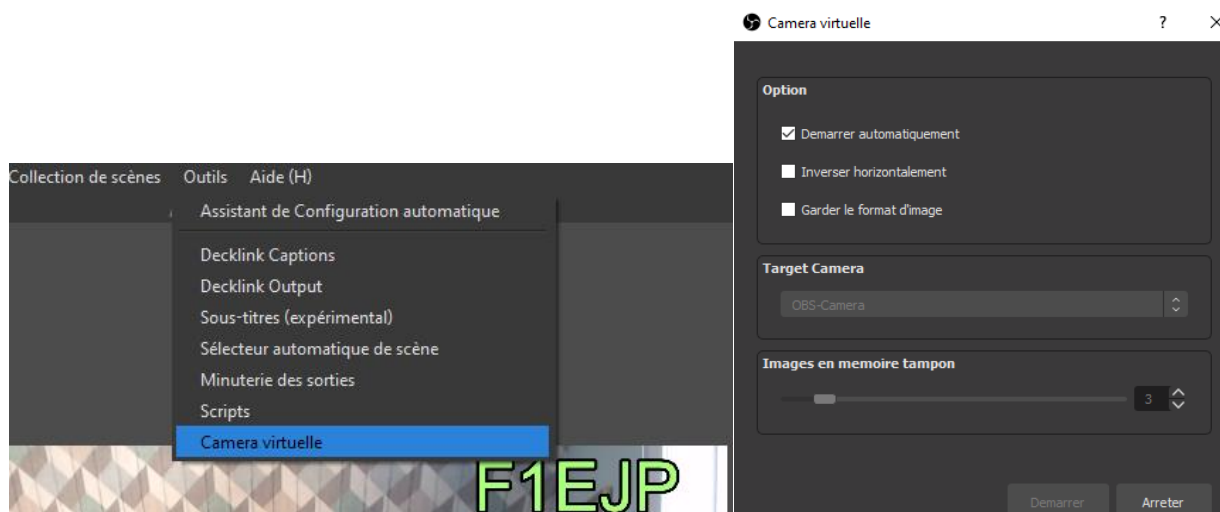 Collection de scènes Outils Aide (H)
Assistant de Configuration automatique
Decklink Captions
Decklink Output
Sous-titres (expérimental)
Sélecteur automatique de scène
Minuterie des sorties
Scripts
Camera virtuelle
F1EJP
Camera virtuelle
Option
Demarrer automatiquement
Inverser horizontalement
Garder le format d'image
Target Camera
OBS-Camera
Images en memoire tampon
3
Demarrer Arreter